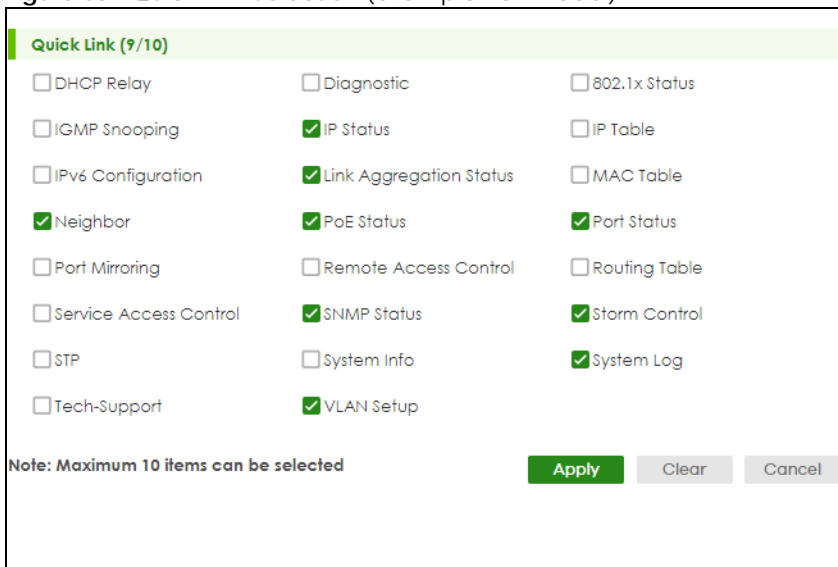 Quick Link (9/10)
DHCP Relay Diagnostic 802.1x Status
IGMP Snooping IP Status IP Table
IPv6 Configuration Link Aggregation Status MAC Table
Neighbor PoE Status Port Status
Port Mirroring Remote Access Control Routing Table
Service Access Control SNMP Status Storm Control
STP System Info System Log
Tech-Support VLAN Setup
Note: Maximum 10 items can be selected Apply Clear Cancel